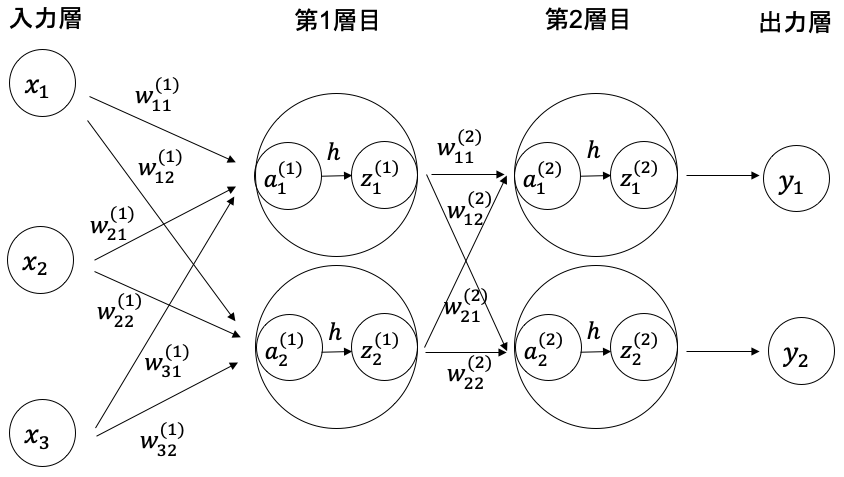 入力層 第1層目 第2層目 出力層
x₁ w₁₁⁽¹⁾ w₁₂⁽¹⁾
x₂ w₂₁⁽¹⁾ w₂₂⁽¹⁾
x₃ w₃₁⁽¹⁾ w₃₂⁽¹⁾
a₁⁽¹⁾ h z₁⁽¹⁾
a₂⁽¹⁾ h z₂⁽¹⁾
w₁₁⁽²⁾
w₁₂⁽²⁾
w₂₁⁽²⁾
w₂₂⁽²⁾
a₁⁽²⁾ h z₁⁽²⁾
a₂⁽²⁾ h z₂⁽²⁾
y₁
y₂